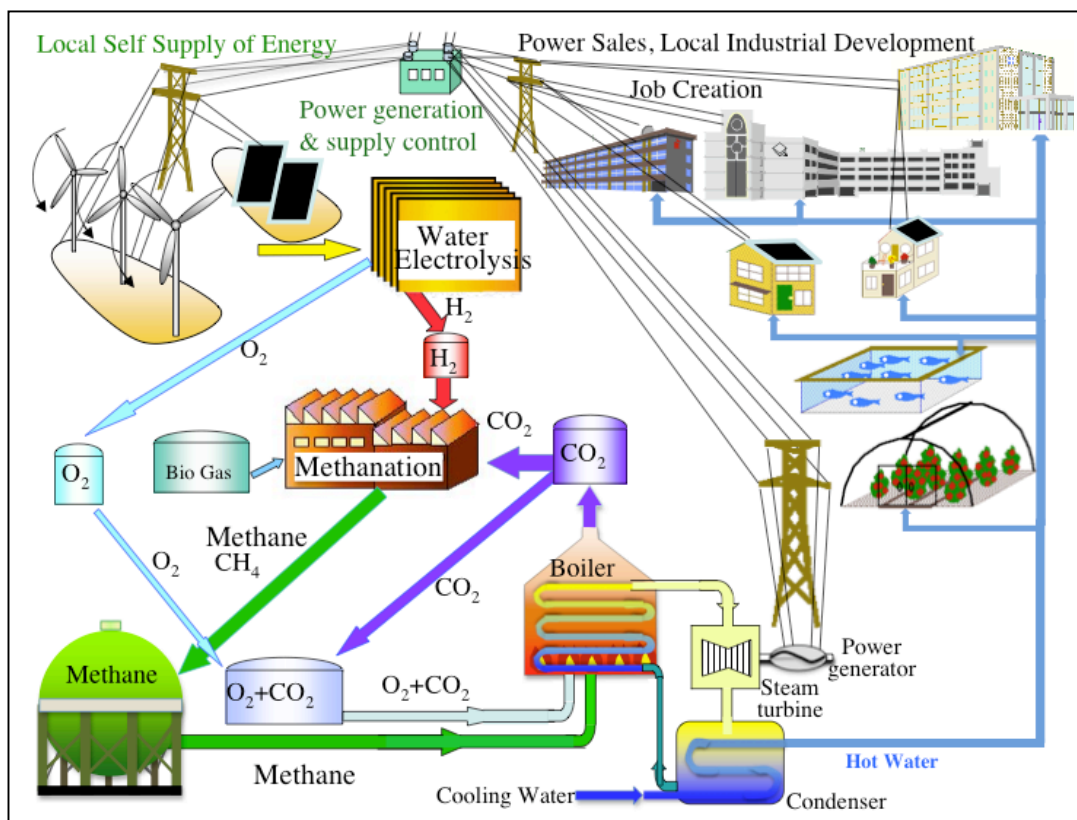 Local Self Supply of Energy
Power Sales, Local Industrial Development
Job Creation
Power generation
& supply control
Water
Electrolysis
H₂
O₂
H₂
CO₂
CO₂
Bio Gas
Methanation
O₂
Methane
CH₄
O₂
CO₂
Boiler
Methane
O₂+CO₂
O₂+CO₂
Power
generator
Steam
turbine
Methane
Hot Water
Cooling Water
Condenser